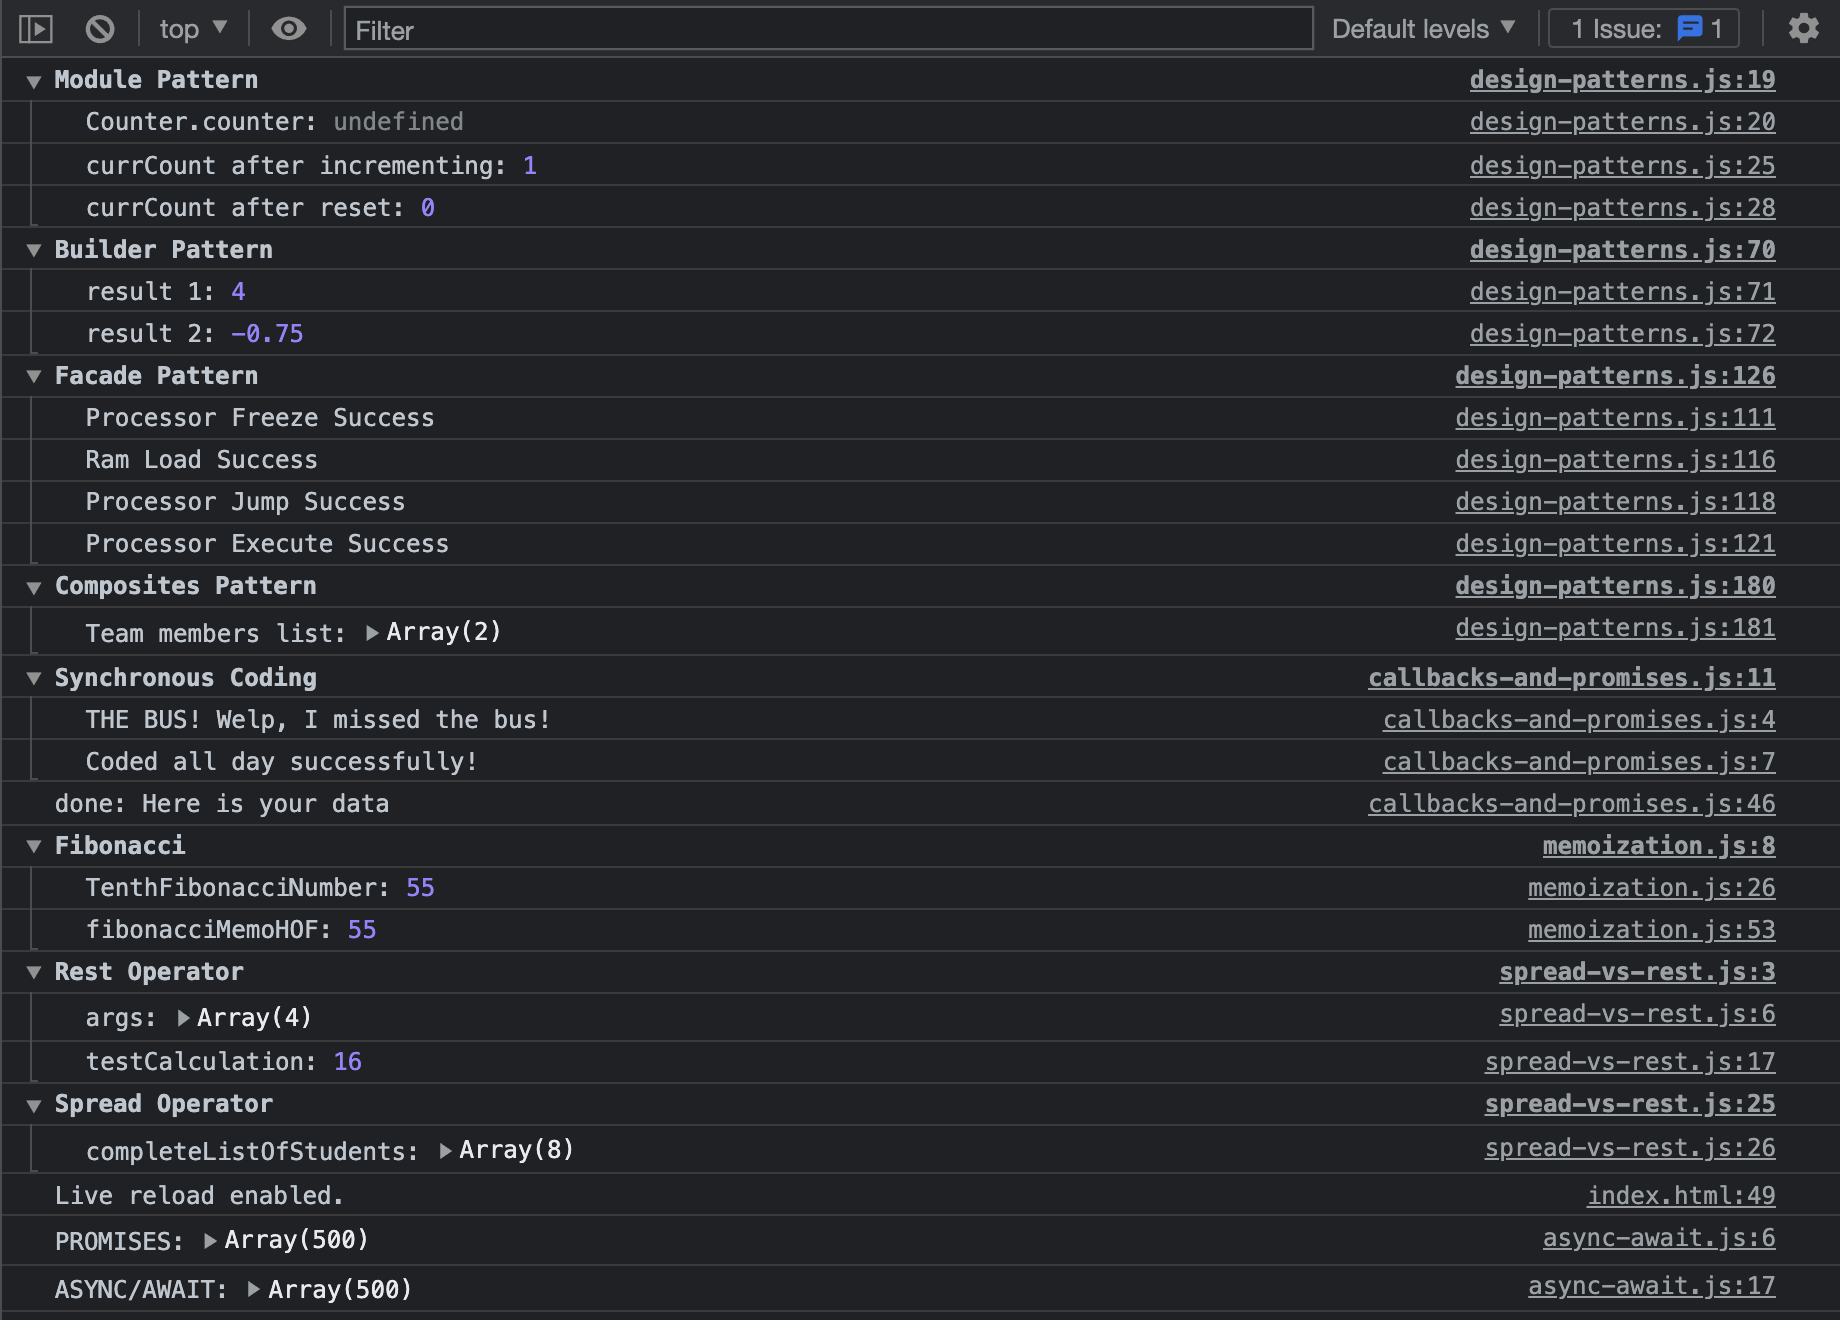 top Filter Default levels 1 Issue: 1
Module Pattern design-patterns.js:19
Counter.counter: undefined design-patterns.js:20
currCount after incrementing: 1 design-patterns.js:25
currCount after reset: 0 design-patterns.js:28
Builder Pattern design-patterns.js:70
result 1: 4 design-patterns.js:71
result 2: -0.75 design-patterns.js:72
Facade Pattern design-patterns.js:126
Processor Freeze Success design-patterns.js:111
Ram Load Success design-patterns.js:116
Processor Jump Success design-patterns.js:118
Processor Execute Success design-patterns.js:121
Composites Pattern design-patterns.js:180
Team members list: Array(2) design-patterns.js:181
Synchronous Coding callbacks-and-promises.js:11
THE BUS! Welp, I missed the bus! callbacks-and-promises.js:4
Coded all day successfully! callbacks-and-promises.js:7
done: Here is your data callbacks-and-promises.js:46
Fibonacci memoization.js:8
TenthFibonacciNumber: 55 memoization.js:26
fibonacciMemoHOF: 55 memoization.js:53
Rest Operator spread-vs-rest.js:3
args: Array(4) spread-vs-rest.js:6
testCalculation: 16 spread-vs-rest.js:17
Spread Operator spread-vs-rest.js:25
completeListOfStudents: Array(8) spread-vs-rest.js:26
Live reload enabled. index.html:49
PROMISES: Array(500) async-await.js:6
ASYNC/AWAIT: Array(500) async-await.js:17